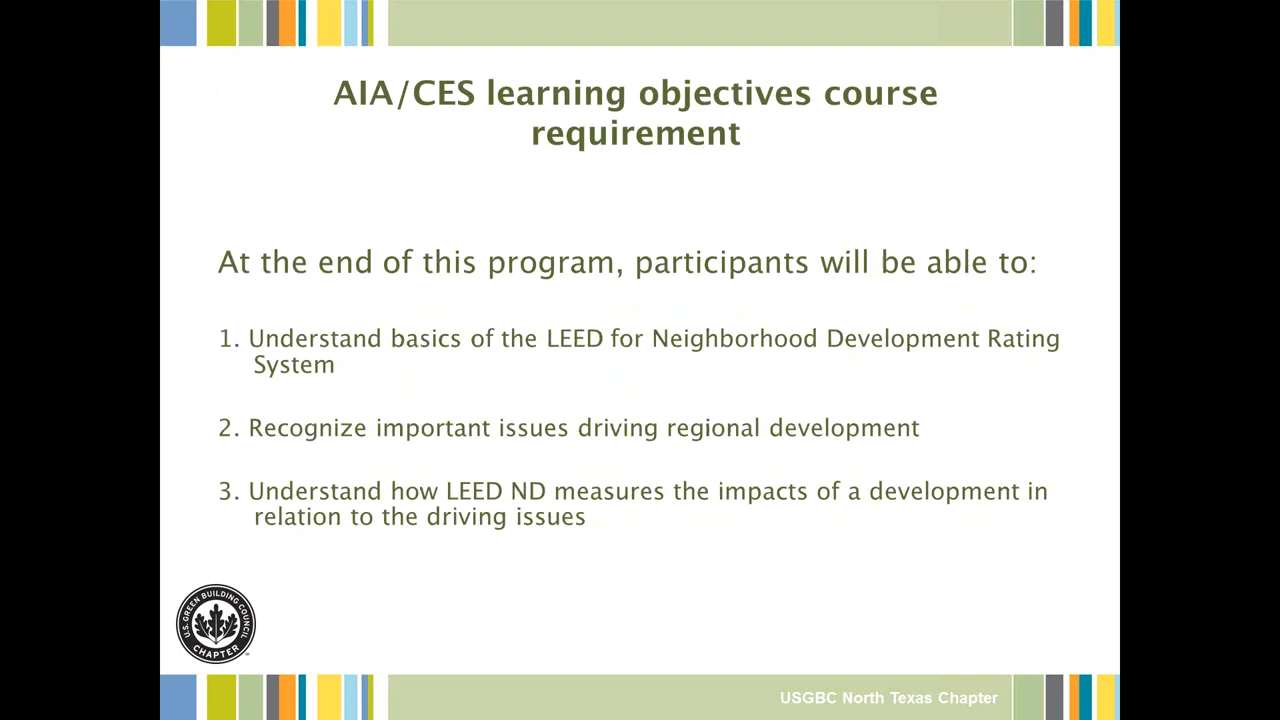 AIA/CES learning objectives course
requirement
At the end of this program, participants will be able to:
1. Understand basics of the LEED for Neighborhood Development Rating
System
2. Recognize important issues driving regional development
3. Understand how LEED ND measures the impacts of a development in
relation to the driving issues
U.S. GREEN BUILDING COUNCIL
CHAPTER
USGBC North Texas Chapter